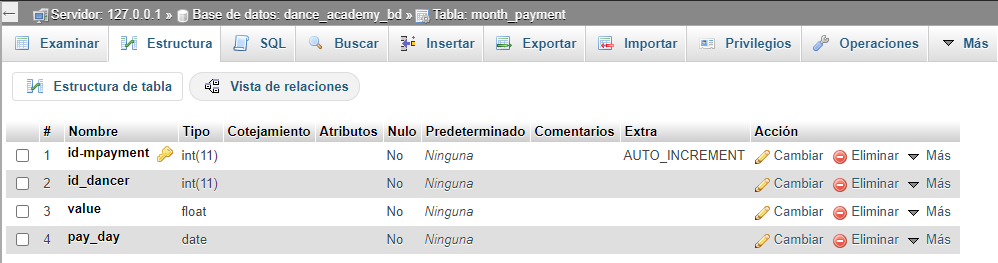 Servidor: 127.0.0.1 » Base de datos: dance_academy_bd » Tabla: month_payment
Examinar Estructura SQL Buscar Insertar Exportar Importar Privilegios Operaciones Más
Estructura de tabla Vista de relaciones
# Nombre Tipo Cotejamiento Atributos Nulo Predeterminado Comentarios Extra Acción
1 id-mpayment int(11) No Ninguna AUTO_INCREMENT Cambiar Eliminar Más
2 id_dancer int(11) No Ninguna Cambiar Eliminar Más
3 value float No Ninguna Cambiar Eliminar Más
4 pay_day date No Ninguna Cambiar Eliminar Más